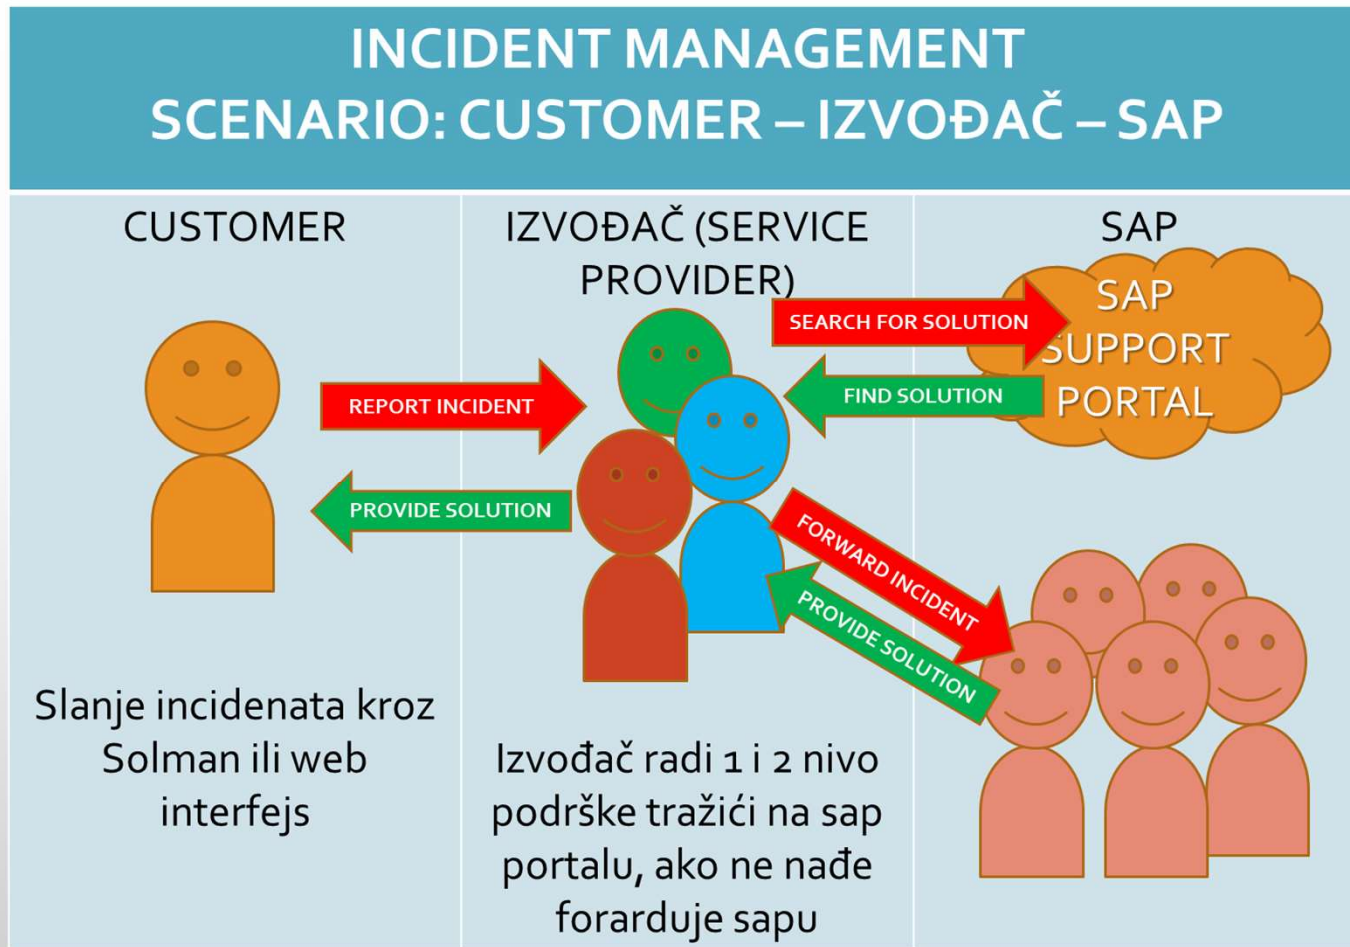 INCIDENT MANAGEMENT
SCENARIO: CUSTOMER – IZVOĐAČ – SAP
CUSTOMER
IZVOĐAČ (SERVICE
PROVIDER)
SAP
SAP
SUPPORT
PORTAL
SEARCH FOR SOLUTION
FIND SOLUTION
REPORT INCIDENT
PROVIDE SOLUTION
FORWARD INCIDENT
PROVIDE SOLUTION
Slanje incidenata kroz
Solman ili web
interfejs
Izvođač radi 1 i 2 nivo
podrške tražići na sap
portalu, ako ne nađe
forarduje sapu